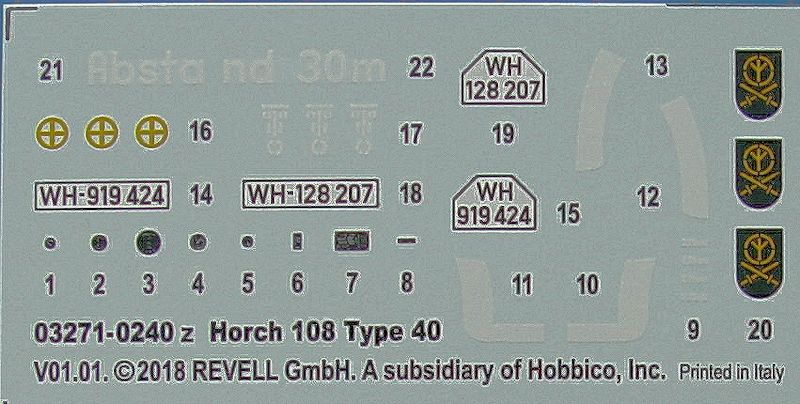 21 Abstand 30m 22 WH 13
128 207
16 17 19
WH-919 424 14 WH-128 207 18 WH 12
919 424 15
1 2 3 4 5 6 7 8 11 10
9 20
03271-0240 z Horch 108 Type 40
V01.01. © 2018 REVELL GmbH. A subsidiary of Hobbico, Inc. Printed in Italy